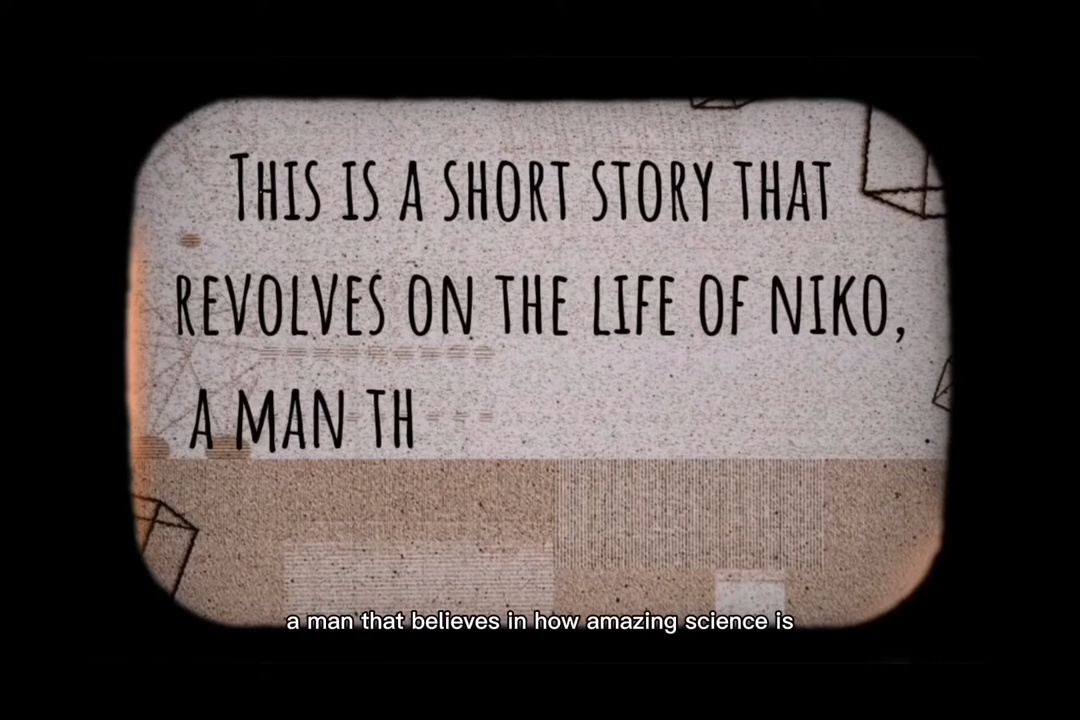 THIS IS A SHORT STORY THAT
REVOLVES ON THE LIFE OF NIKO,
A MAN TH
a man that believes in how amazing science is